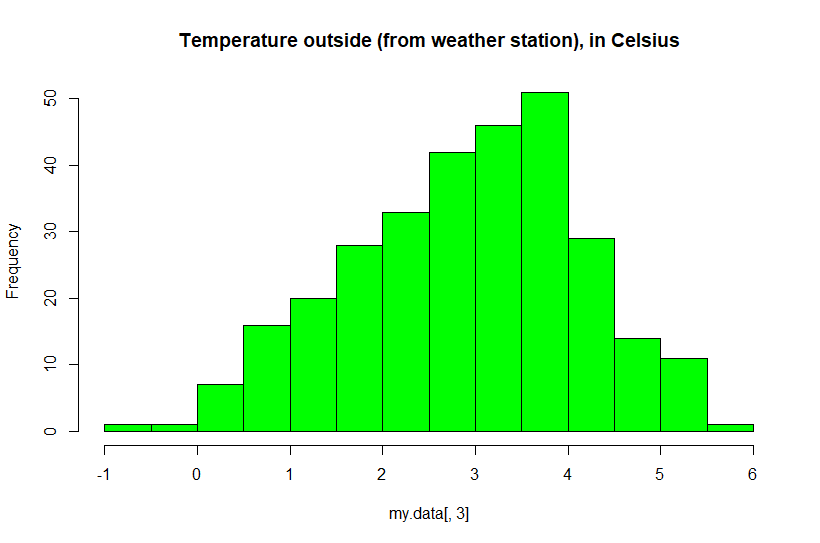 Temperature outside (from weather station), in Celsius
Frequency
50
40
30
20
10
0
-1 0 1 2 3 4 5 6
my.data[, 3]